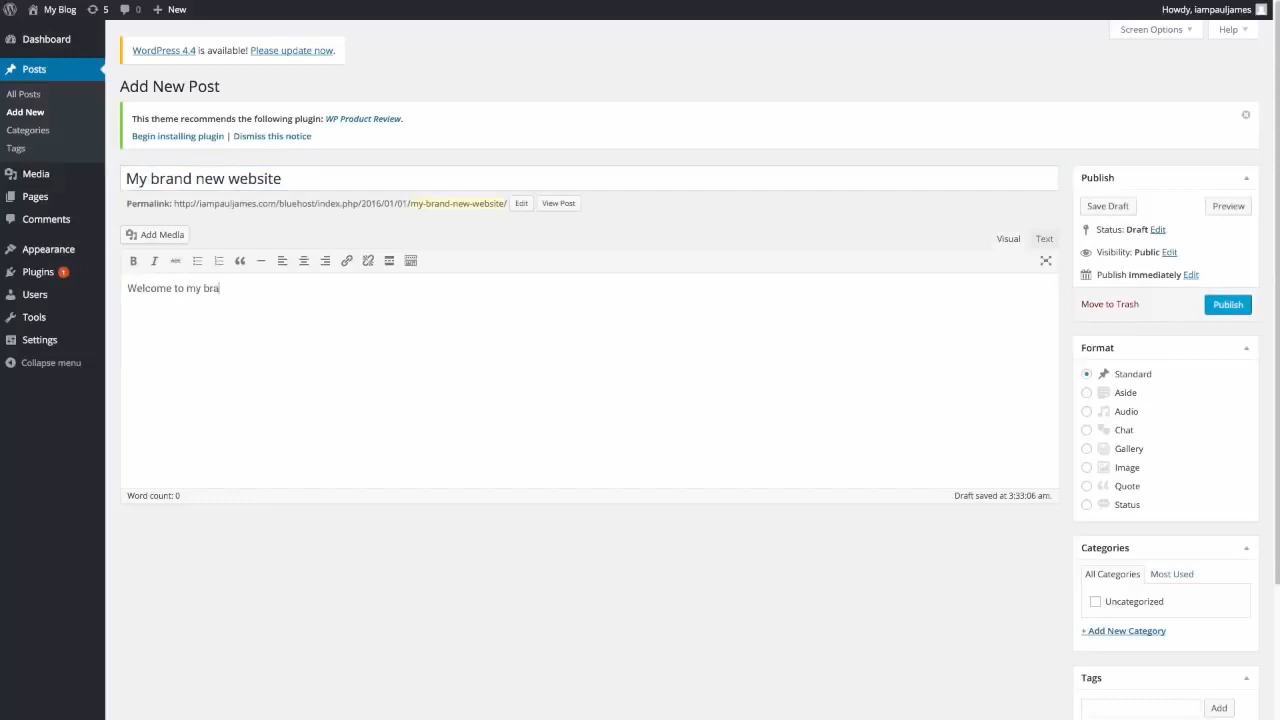 My Blog 5 0 + New Howdy, iampauljames
Screen Options Help
Dashboard
Posts
All Posts
Add New
Categories
Tags
Media
Pages
Comments
Appearance
Plugins 1
Users
Tools
Settings
Collapse menu
WordPress 4.4 is available! Please update now.
Add New Post
This theme recommends the following plugin: WP Product Review.
Begin installing plugin | Dismiss this notice
My brand new website
Permalink: http://iampauljames.com/bluehost/index.php/2016/01/01/my-brand-new-website/ Edit View Post
Add Media Visual Text
B I ABC
Welcome to my bra
Word count: 0 Draft saved at 3:33:06 am.
Publish
Save Draft Preview
Status: Draft Edit
Visibility: Public Edit
Publish immediately Edit
Move to Trash Publish
Format
Standard
Aside
Audio
Chat
Gallery
Image
Quote
Status
Categories
All Categories Most Used
Uncategorized
+ Add New Category
Tags
Add